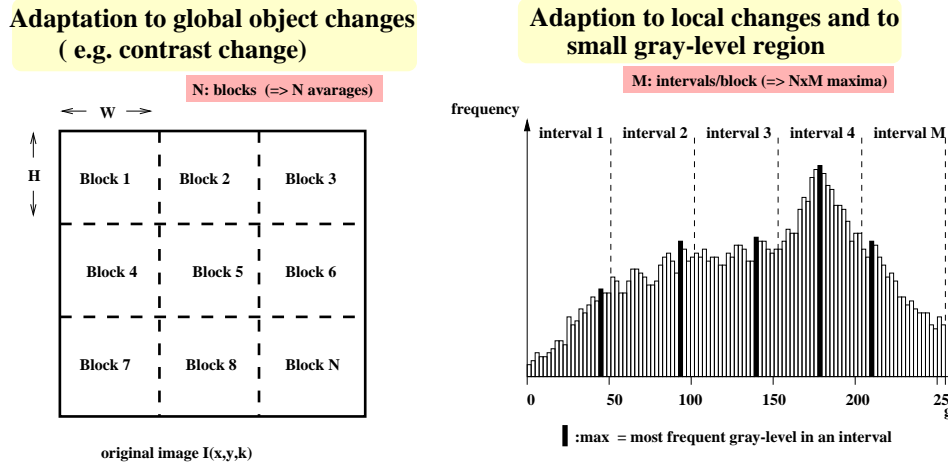 Adaptation to global object changes
( e.g. contrast change)
N: blocks (=> N avarages)
W
H
Block 1 Block 2 Block 3
Block 4 Block 5 Block 6
Block 7 Block 8 Block N
original image I(x,y,k)
Adaption to local changes and to
small gray-level region
M: intervals/block (=> NxM maxima)
frequency
interval 1 interval 2 interval 3 interval 4 interval M
0 50 100 150 200 25
:max = most frequent gray-level in an interval